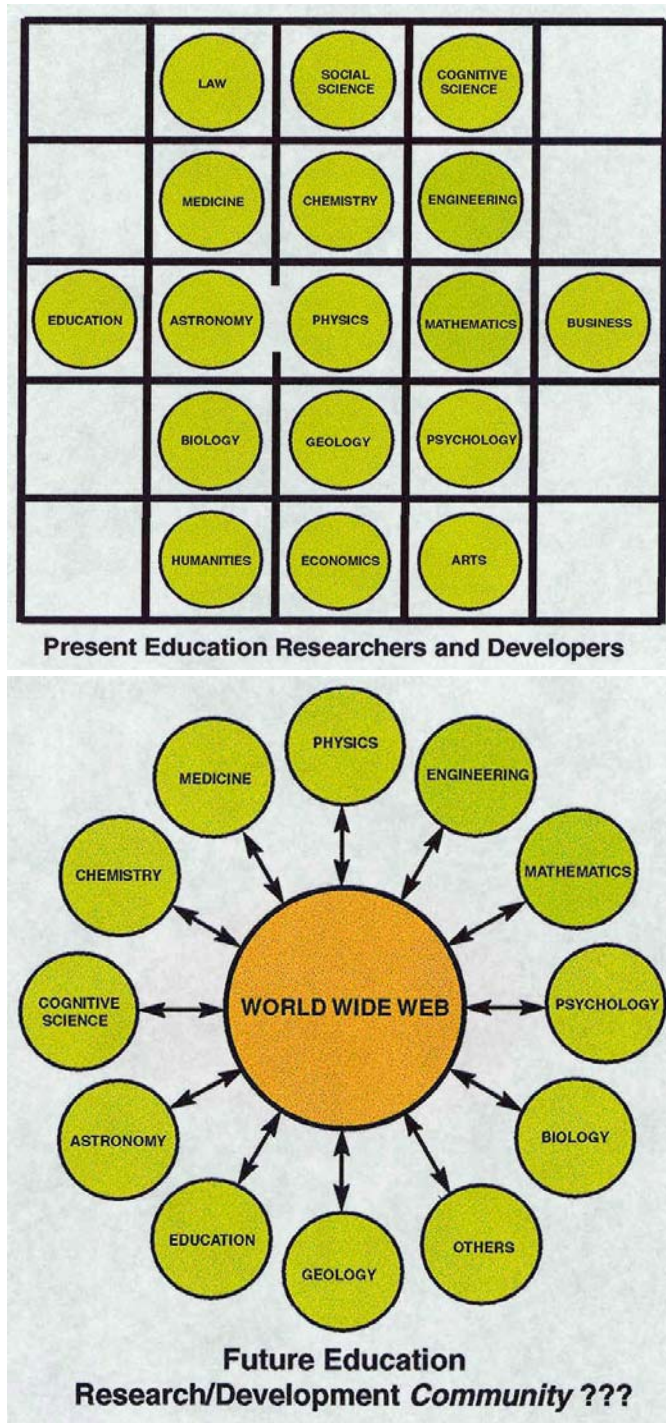 LAW
SOCIAL
SCIENCE
COGNITIVE
SCIENCE
MEDICINE
CHEMISTRY
ENGINEERING
EDUCATION
ASTRONOMY
PHYSICS
MATHEMATICS
BUSINESS
BIOLOGY
GEOLOGY
PSYCHOLOGY
HUMANITIES
ECONOMICS
ARTS
Present Education Researchers and Developers
PHYSICS
MEDICINE
ENGINEERING
CHEMISTRY
MATHEMATICS
COGNITIVE
SCIENCE
WORLD WIDE WEB
PSYCHOLOGY
ASTRONOMY
BIOLOGY
EDUCATION
GEOLOGY
OTHERS
Future Education
Research/Development Community ???